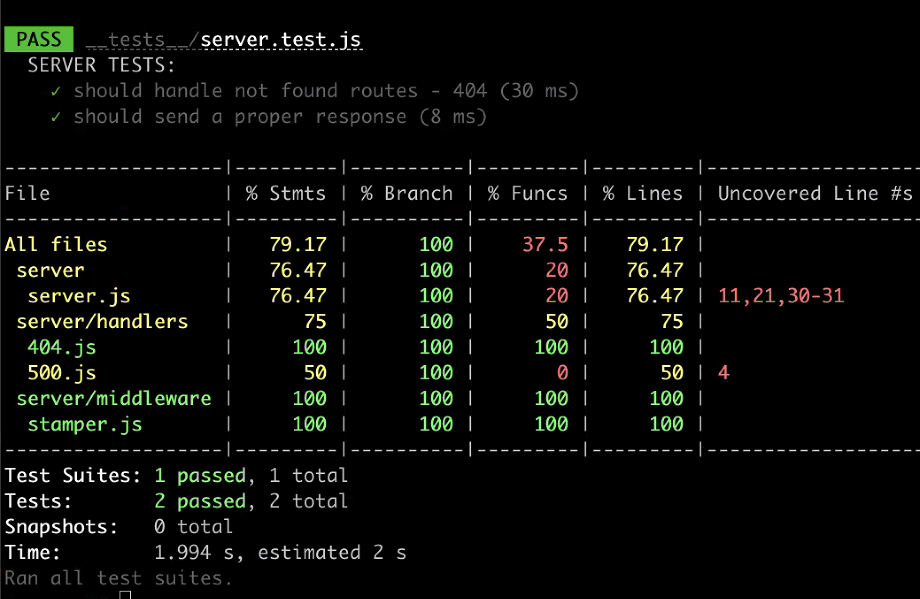 PASS __tests__/server.test.js
SERVER TESTS:
✓ should handle not found routes - 404 (30 ms)
✓ should send a proper response (8 ms)
-------------------|---------|----------|---------|---------|-------------------
File | % Stmts | % Branch | % Funcs | % Lines | Uncovered Line #s
-------------------|---------|----------|---------|---------|-------------------
All files | 79.17 | 100 | 37.5 | 79.17 |
server | 76.47 | 100 | 20 | 76.47 |
server.js | 76.47 | 100 | 20 | 76.47 | 11,21,30-31
server/handlers | 75 | 100 | 50 | 75 |
404.js | 100 | 100 | 100 | 100 |
500.js | 50 | 100 | 0 | 50 | 4
server/middleware | 100 | 100 | 100 | 100 |
stamper.js | 100 | 100 | 100 | 100 |
-------------------|---------|----------|---------|---------|-------------------
Test Suites: 1 passed, 1 total
Tests: 2 passed, 2 total
Snapshots: 0 total
Time: 1.994 s, estimated 2 s
Ran all test suites.